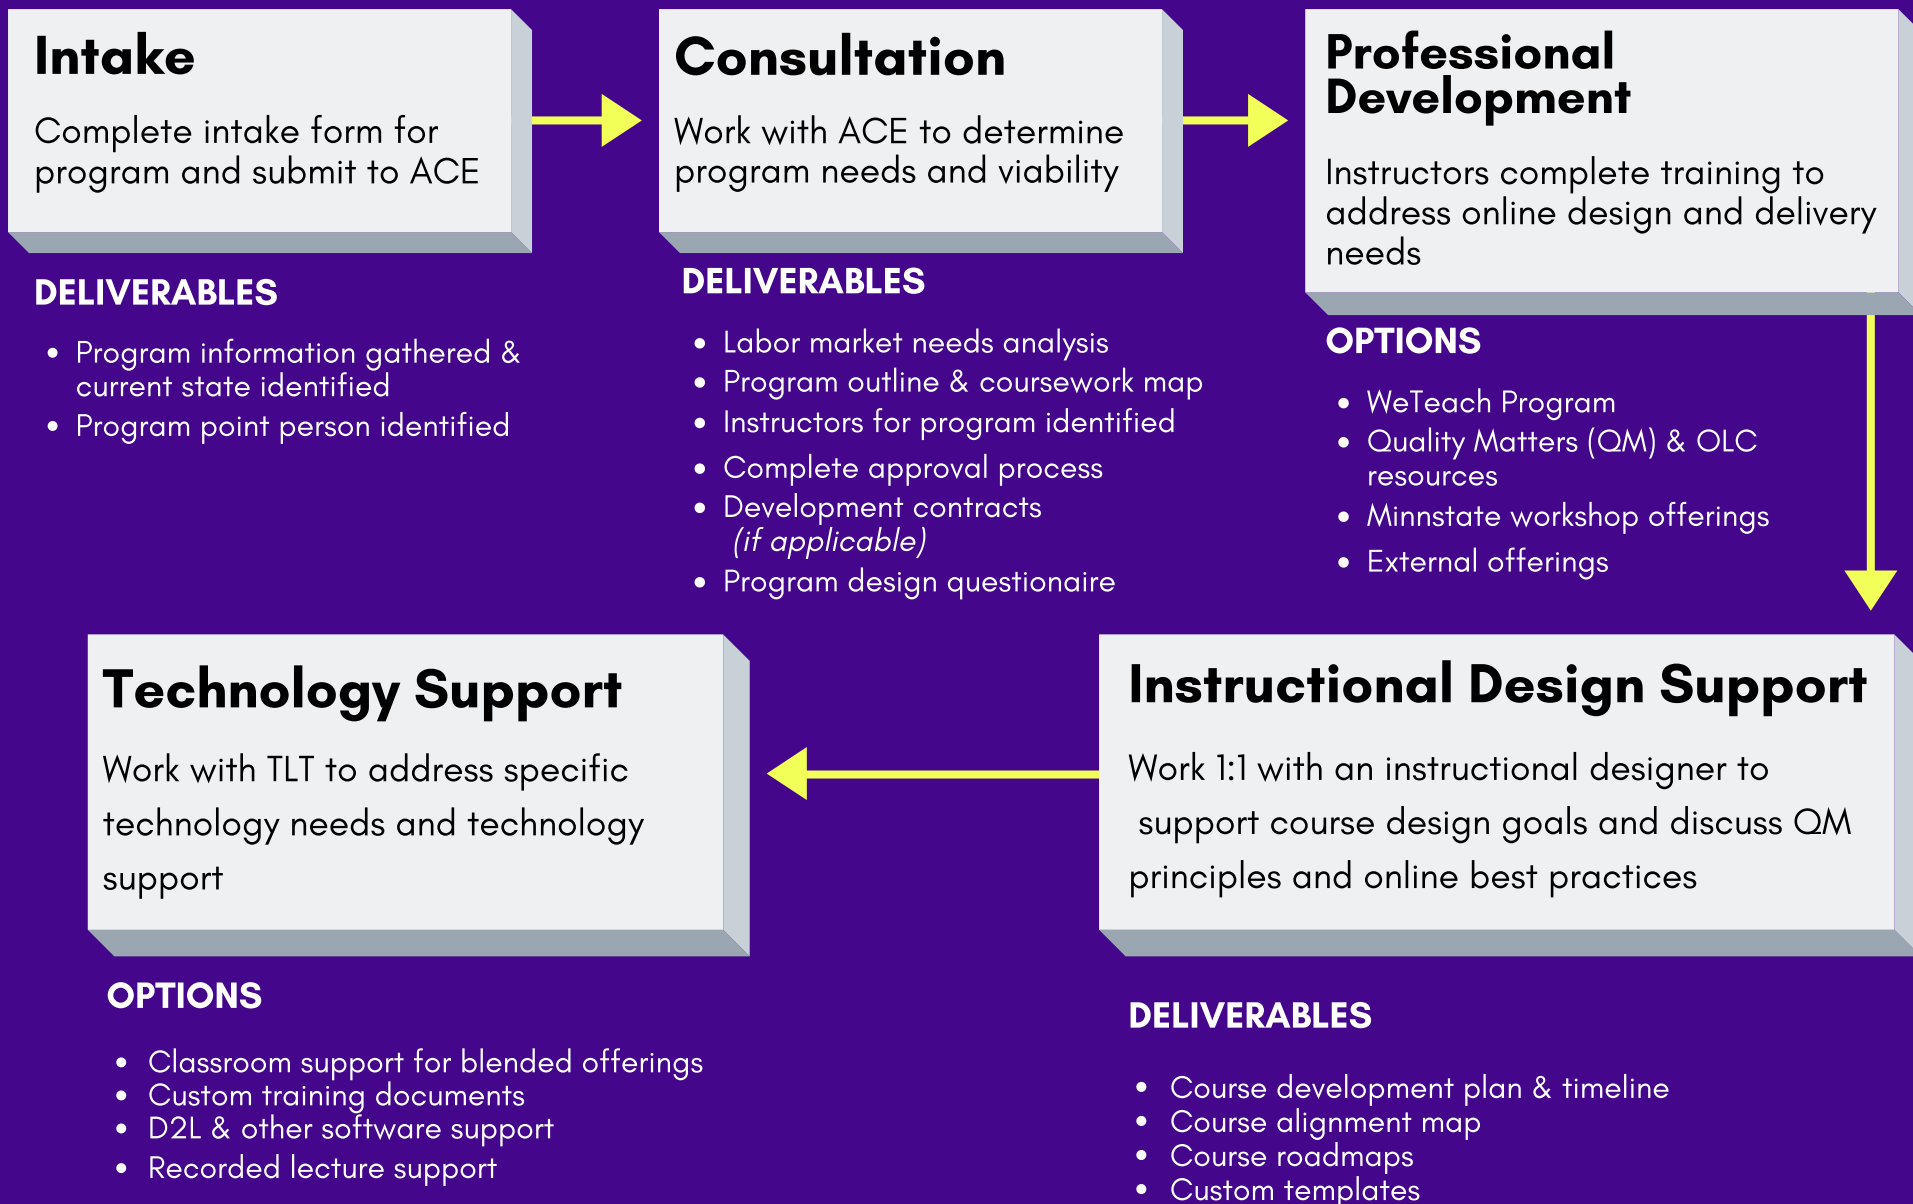 Intake
Complete intake form for
program and submit to ACE
DELIVERABLES
• Program information gathered &
current state identified
• Program point person identified
Consultation
Work with ACE to determine
program needs and viability
DELIVERABLES
• Labor market needs analysis
• Program outline & coursework map
• Instructors for program identified
• Complete approval process
• Development contracts
(if applicable)
• Program design questionaire
Professional
Development
Instructors complete training to
address online design and delivery
needs
OPTIONS
• WeTeach Program
• Quality Matters (QM) & OLC
resources
• Minnstate workshop offerings
• External offerings
Instructional Design Support
Work 1:1 with an instructional designer to
support course design goals and discuss QM
principles and online best practices
DELIVERABLES
• Course development plan & timeline
• Course alignment map
• Course roadmaps
• Custom templates
Technology Support
Work with TLT to address specific
technology needs and technology
support
OPTIONS
• Classroom support for blended offerings
• Custom training documents
• D2L & other software support
• Recorded lecture support